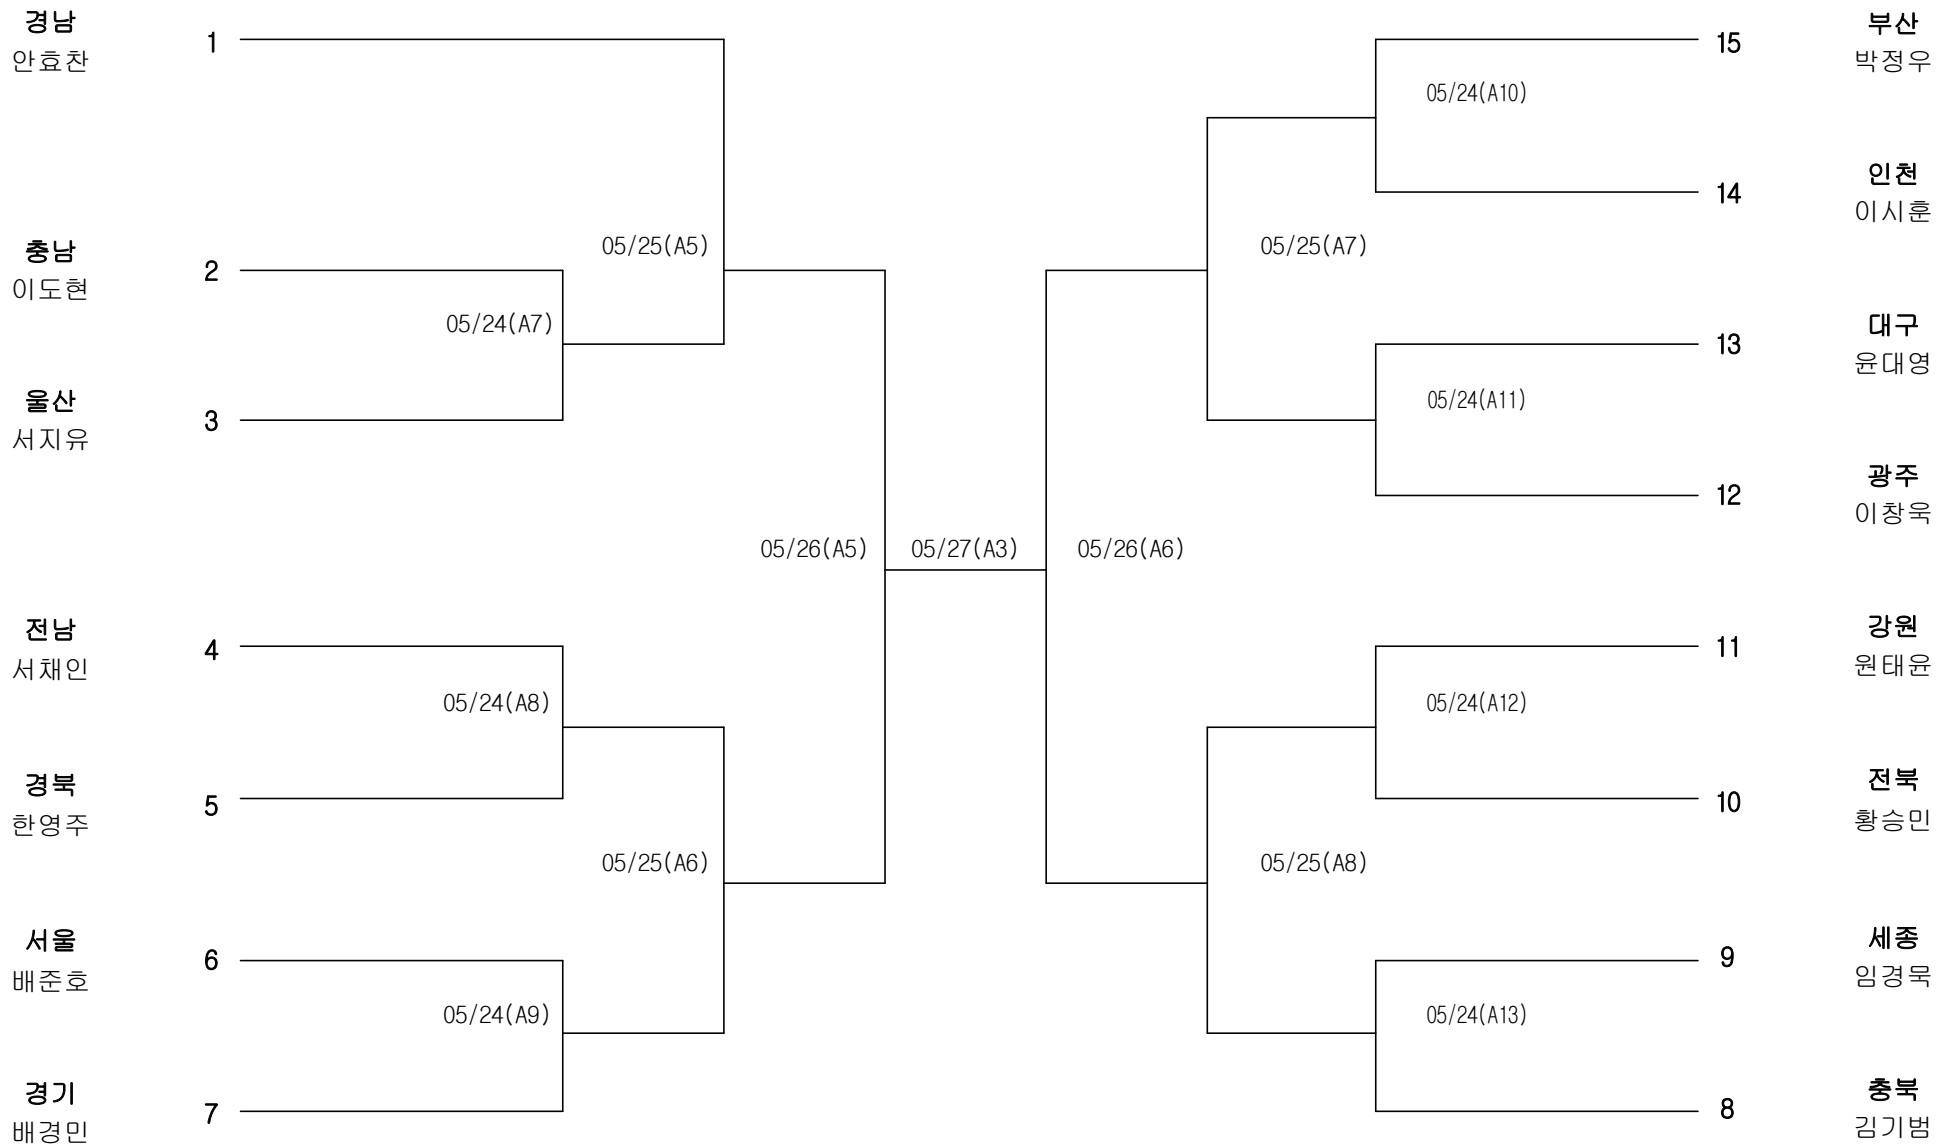 경남
안효찬
1
충남
이도현
2
울산
서지유
3
전남
서채인
4
경북
한영주
5
서울
배준호
6
경기
배경민
7
05/24(A7)
05/24(A8)
05/24(A9)
05/25(A5)
05/25(A6)
05/26(A5)
05/27(A3)
05/26(A6)
05/25(A7)
05/25(A8)
05/24(A10)
05/24(A11)
05/24(A12)
05/24(A13)
15
부산
박정우
14
인천
이시훈
13
대구
윤대영
12
광주
이창욱
11
강원
원태윤
10
전북
황승민
9
세종
임경묵
8
충북
김기범